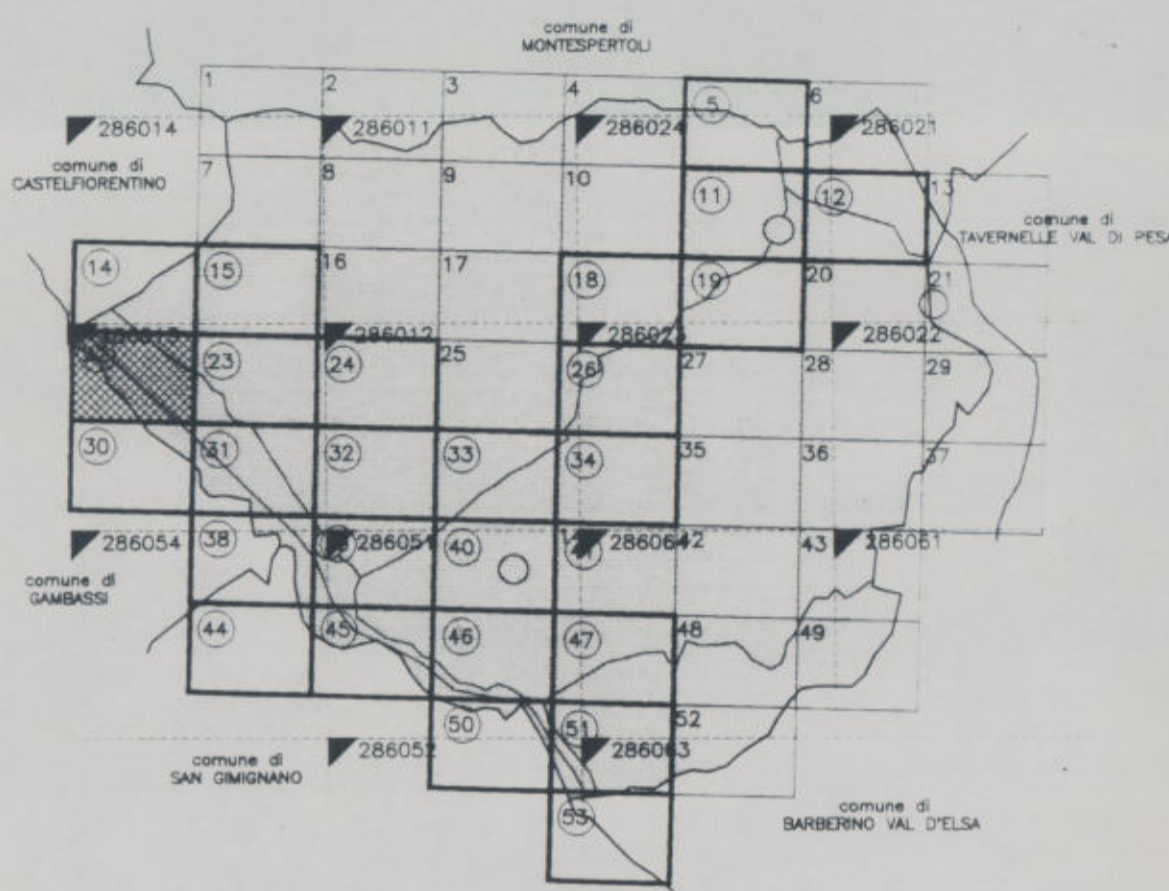 comune di
MONTESPERTOLI
1 2 3 4 5 6
286014 286011 286024 286021
comune di
CASTELFIORENTINO
7 8 9 10 11 12 13
comune di
TAVERNELLE VAL DI PESA
14 15 16 17 18 19 20 21
286012 286023 286022
23 24 25 26 27 28 29
30 31 32 33 34 35 36 37
286054 286051 286064 286061
38 40 42 43
comune di
GAMBASSI
44 45 46 47 48 49
50 51 52
286052 286063
comune di
SAN GIMIGNANO
53
comune di
BARBERINO VAL D'ELSA